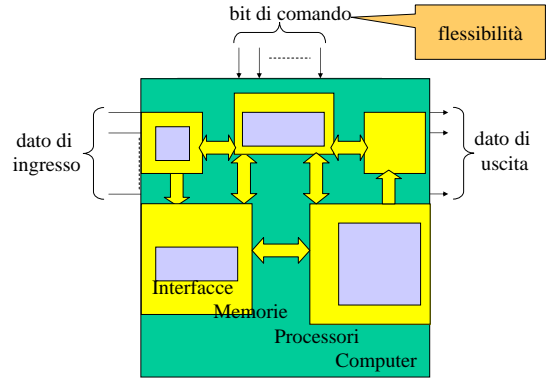 bit di comando
flessibilità
dato di
ingresso
dato di
uscita
Interfacce
Memorie
Processori
Computer